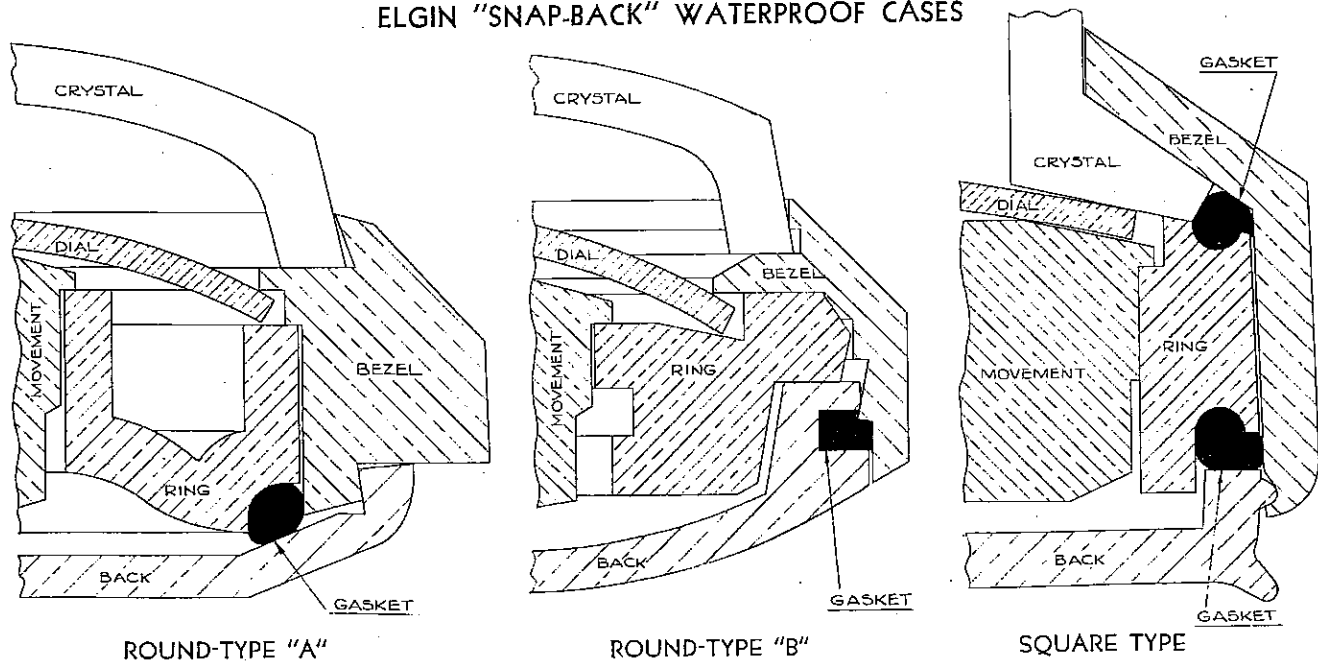 ELGIN "SNAP-BACK" WATERPROOF CASES
CRYSTAL
DIAL
MOVEMENT
BEZEL
RING
BACK
GASKET
ROUND-TYPE "A"
CRYSTAL
DIAL
BEZEL
MOVEMENT
RING
BACK
GASKET
ROUND-TYPE "B"
GASKET
BEZEL
CRYSTAL
DIAL
RING
MOVEMENT
BACK
GASKET
SQUARE TYPE